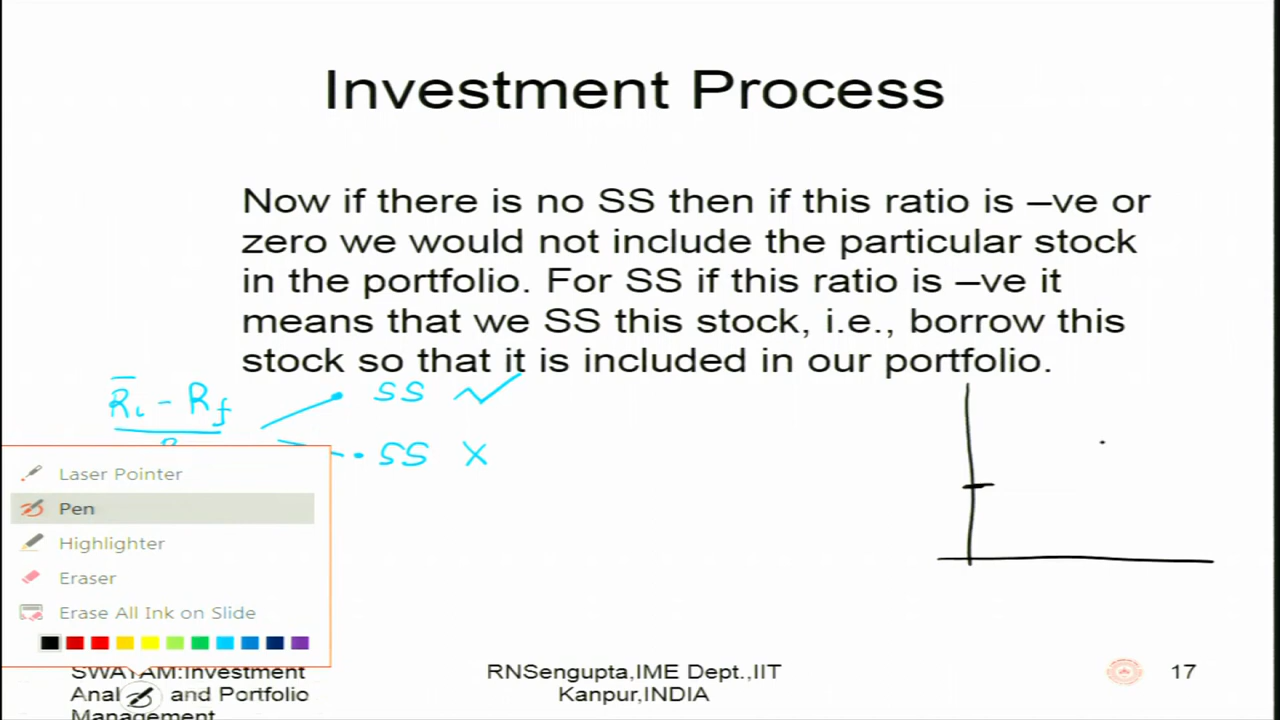 Investment Process
Now if there is no SS then if this ratio is –ve or
zero we would not include the particular stock
in the portfolio. For SS if this ratio is –ve it
means that we SS this stock, i.e., borrow this
stock so that it is included in our portfolio.
R̄i - Rf
SS ✓
SS X
Laser Pointer
Pen
Highlighter
Eraser
Erase All Ink on Slide
SWAYAM:Investment
and Portfolio
Management
RNSengupta,IME Dept.,IIT
Kanpur,INDIA
17